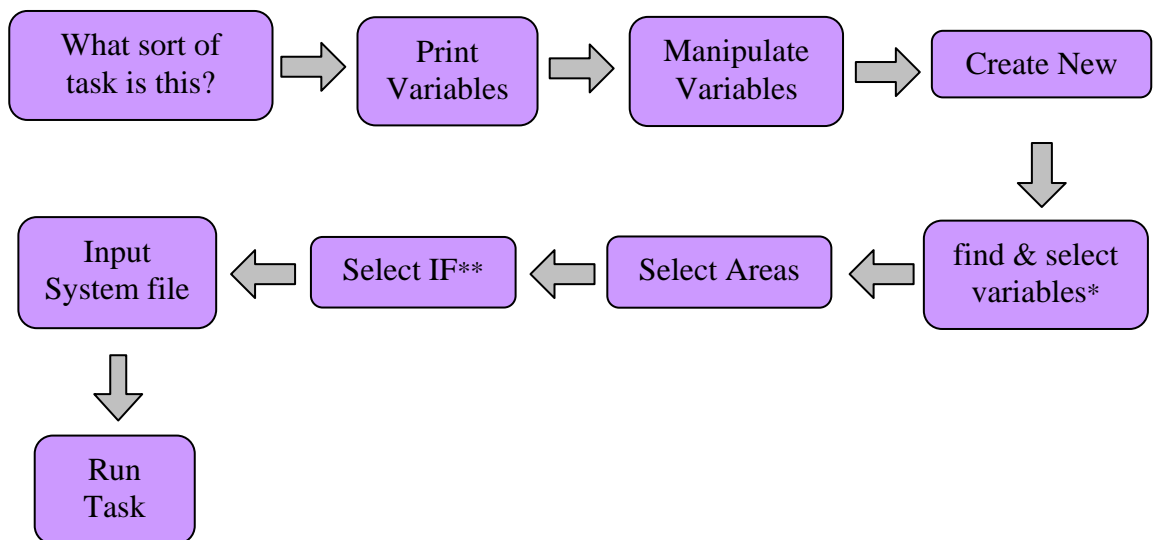 What sort of
task is this?
Print
Variables
Manipulate
Variables
Create New
find & select
variables*
Select Areas
Select IF**
Input
System file
Run
Task